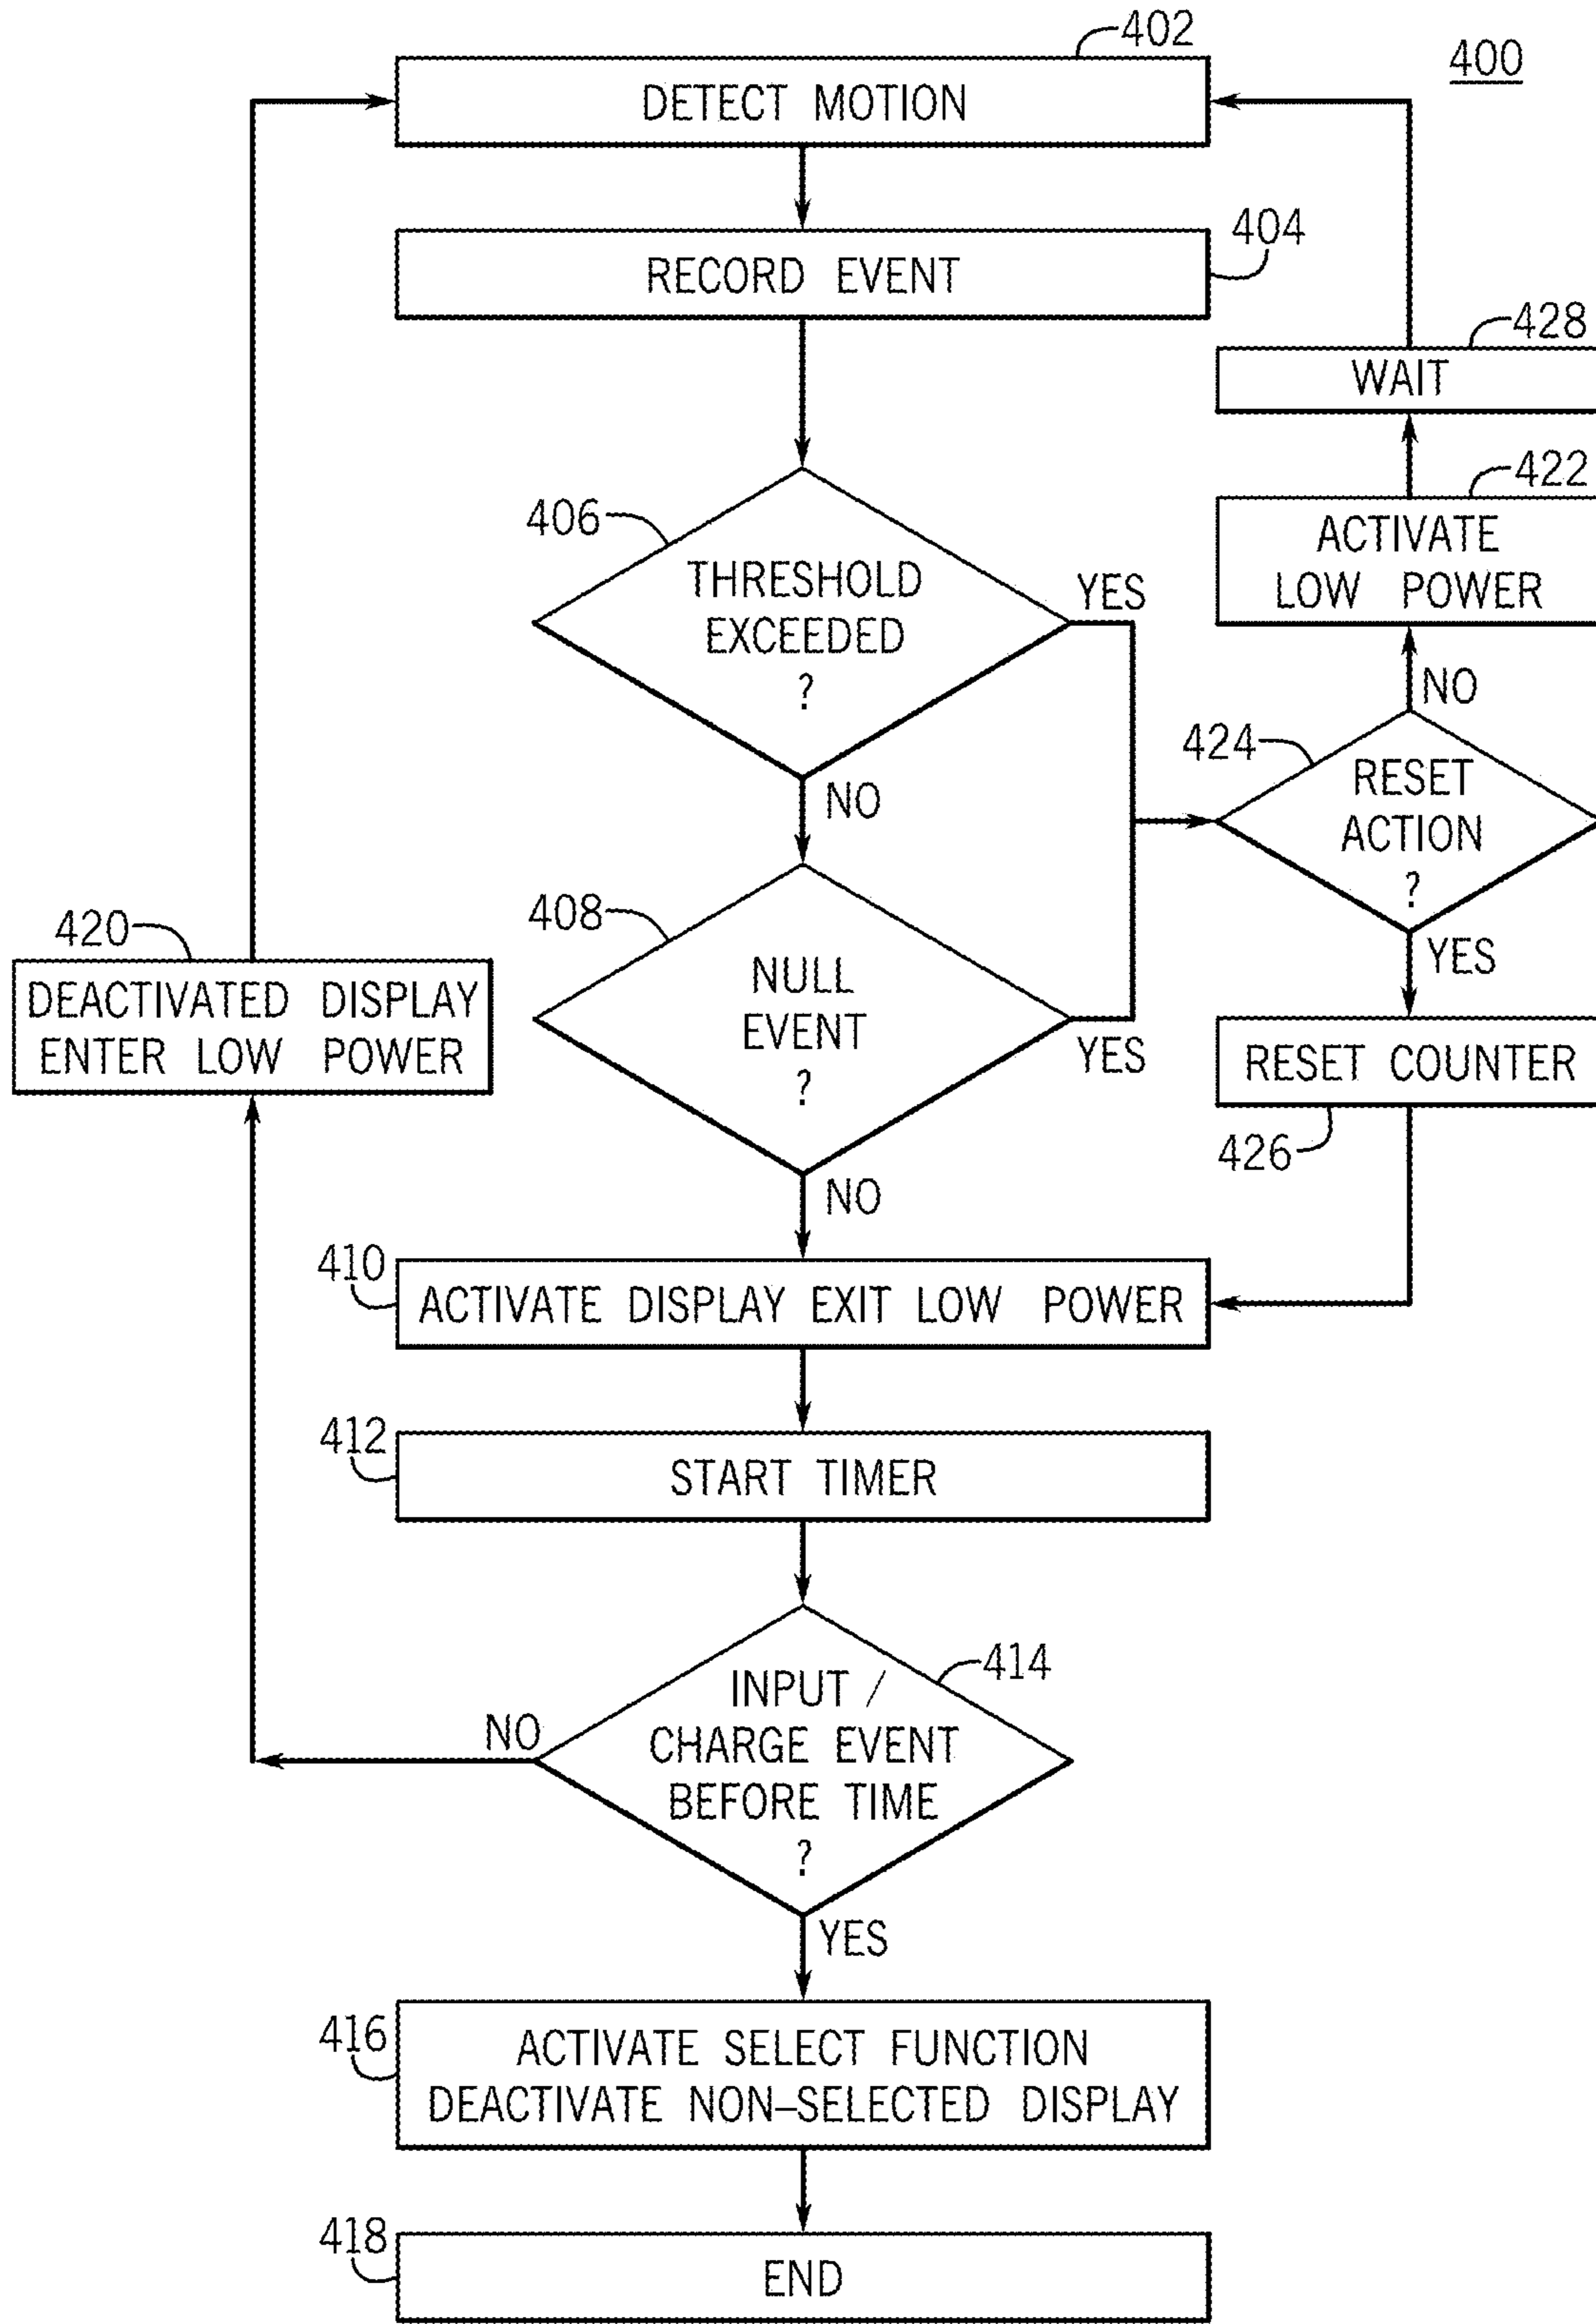 402
400
DETECT MOTION
404
RECORD EVENT
428
WAIT
422
ACTIVATE
LOW POWER
406
THRESHOLD
EXCEEDED
?
YES
NO
NO
424
RESET
ACTION
?
YES
408
NULL
EVENT
?
YES
NO
420
DEACTIVATED DISPLAY
ENTER LOW POWER
RESET COUNTER
426
410
ACTIVATE DISPLAY EXIT LOW POWER
412
START TIMER
414
INPUT /
CHARGE EVENT
BEFORE TIME
?
NO
YES
416
ACTIVATE SELECT FUNCTION
DEACTIVATE NON–SELECTED DISPLAY
418
END